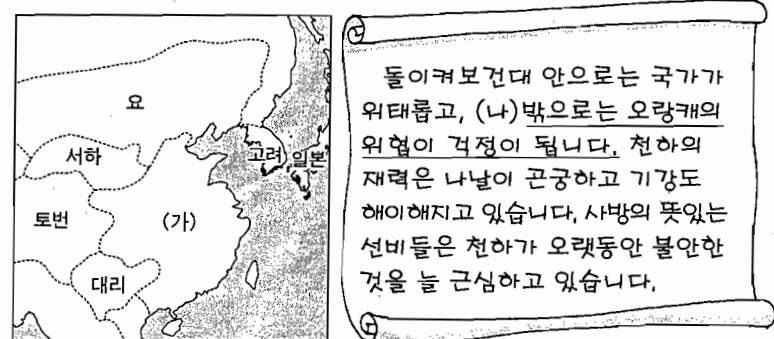 요
서하
고려
일본
토번
(가)
대리
돌이켜보건대 안으로는 국가가
위태롭고, (나)밖으로는 오랑캐의
위협이 걱정이 됩니다. 천하의
재력은 나날이 곤궁하고 기강도
해이해지고 있습니다. 사방의 뜻있는
선비들은 천하가 오랫동안 불안한
것을 늘 근심하고 있습니다.